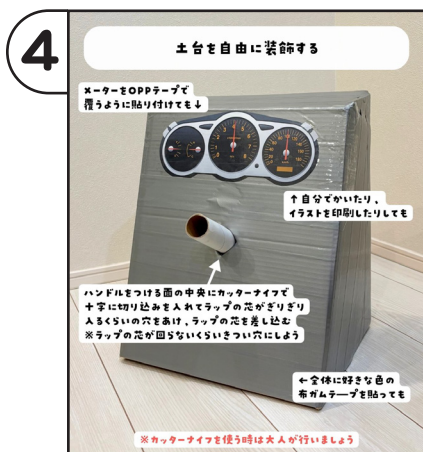 4
土台を自由に装飾する
メーターをOPPテープで
覆うように貼り付けても↓
↑自分でかいたり、
イラストを印刷したりしても
ハンドルをつける面の中央にカッターナイフで
十字に切り込みを入れてラップの芯がぎりぎり
入るくらいの穴をあけ、ラップの芯を差し込む
※ラップの芯が回らないくらいきつい穴にしよう
←全体に好きな色の
布ガムテープを貼っても
※カッターナイフを使う時は大人が行いましょう